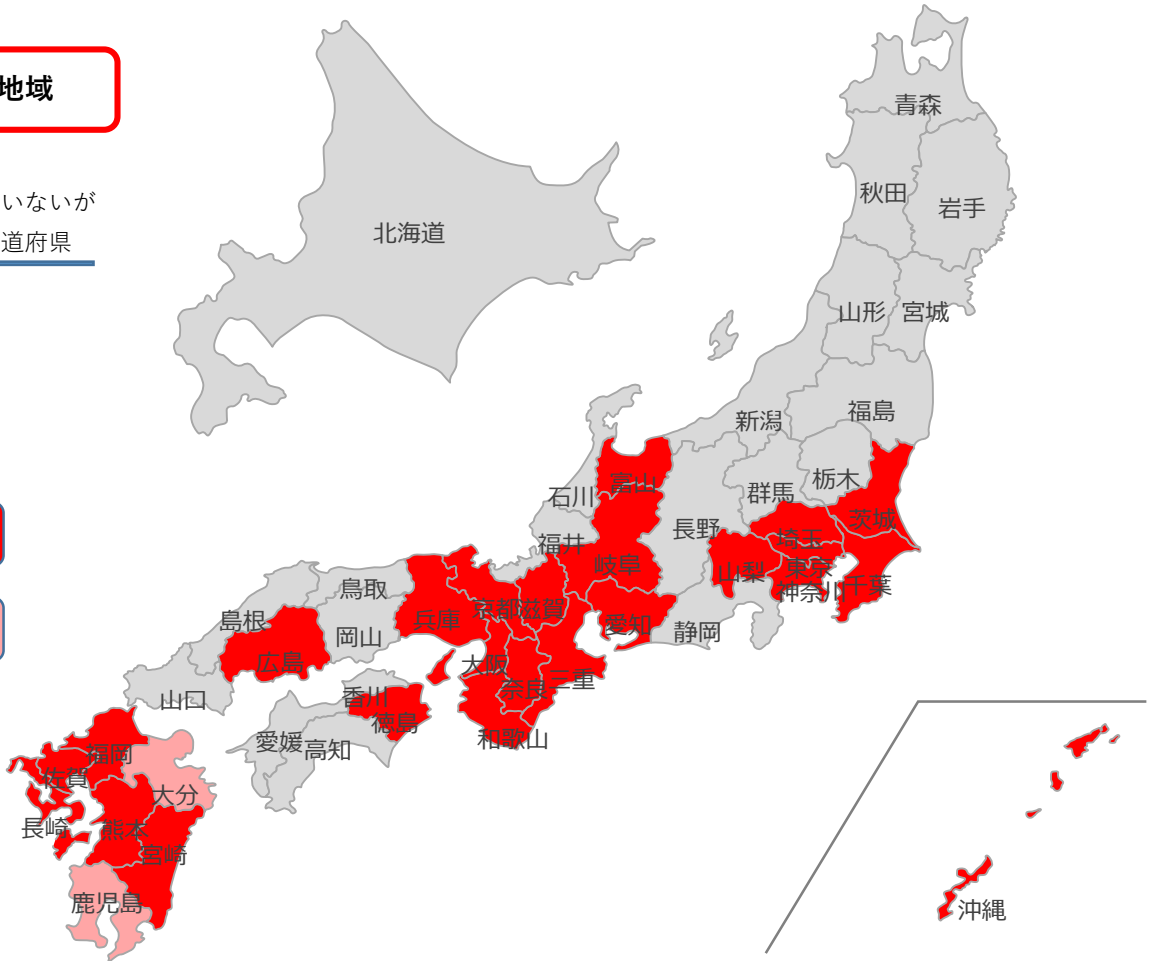 地域
いないが
道府県
北海道
青森
秋田
岩手
山形
宮城
新潟
福島
石川
富山
群馬
栃木
福井
長野
茨城
岐阜
埼玉
山梨
東京
神奈川
千葉
鳥取
島根
兵庫
京都
滋賀
愛知
静岡
岡山
広島
大阪
奈良
三重
山口
香川
徳島
和歌山
愛媛
高知
福岡
佐賀
大分
長崎
熊本
宮崎
鹿児島
沖縄